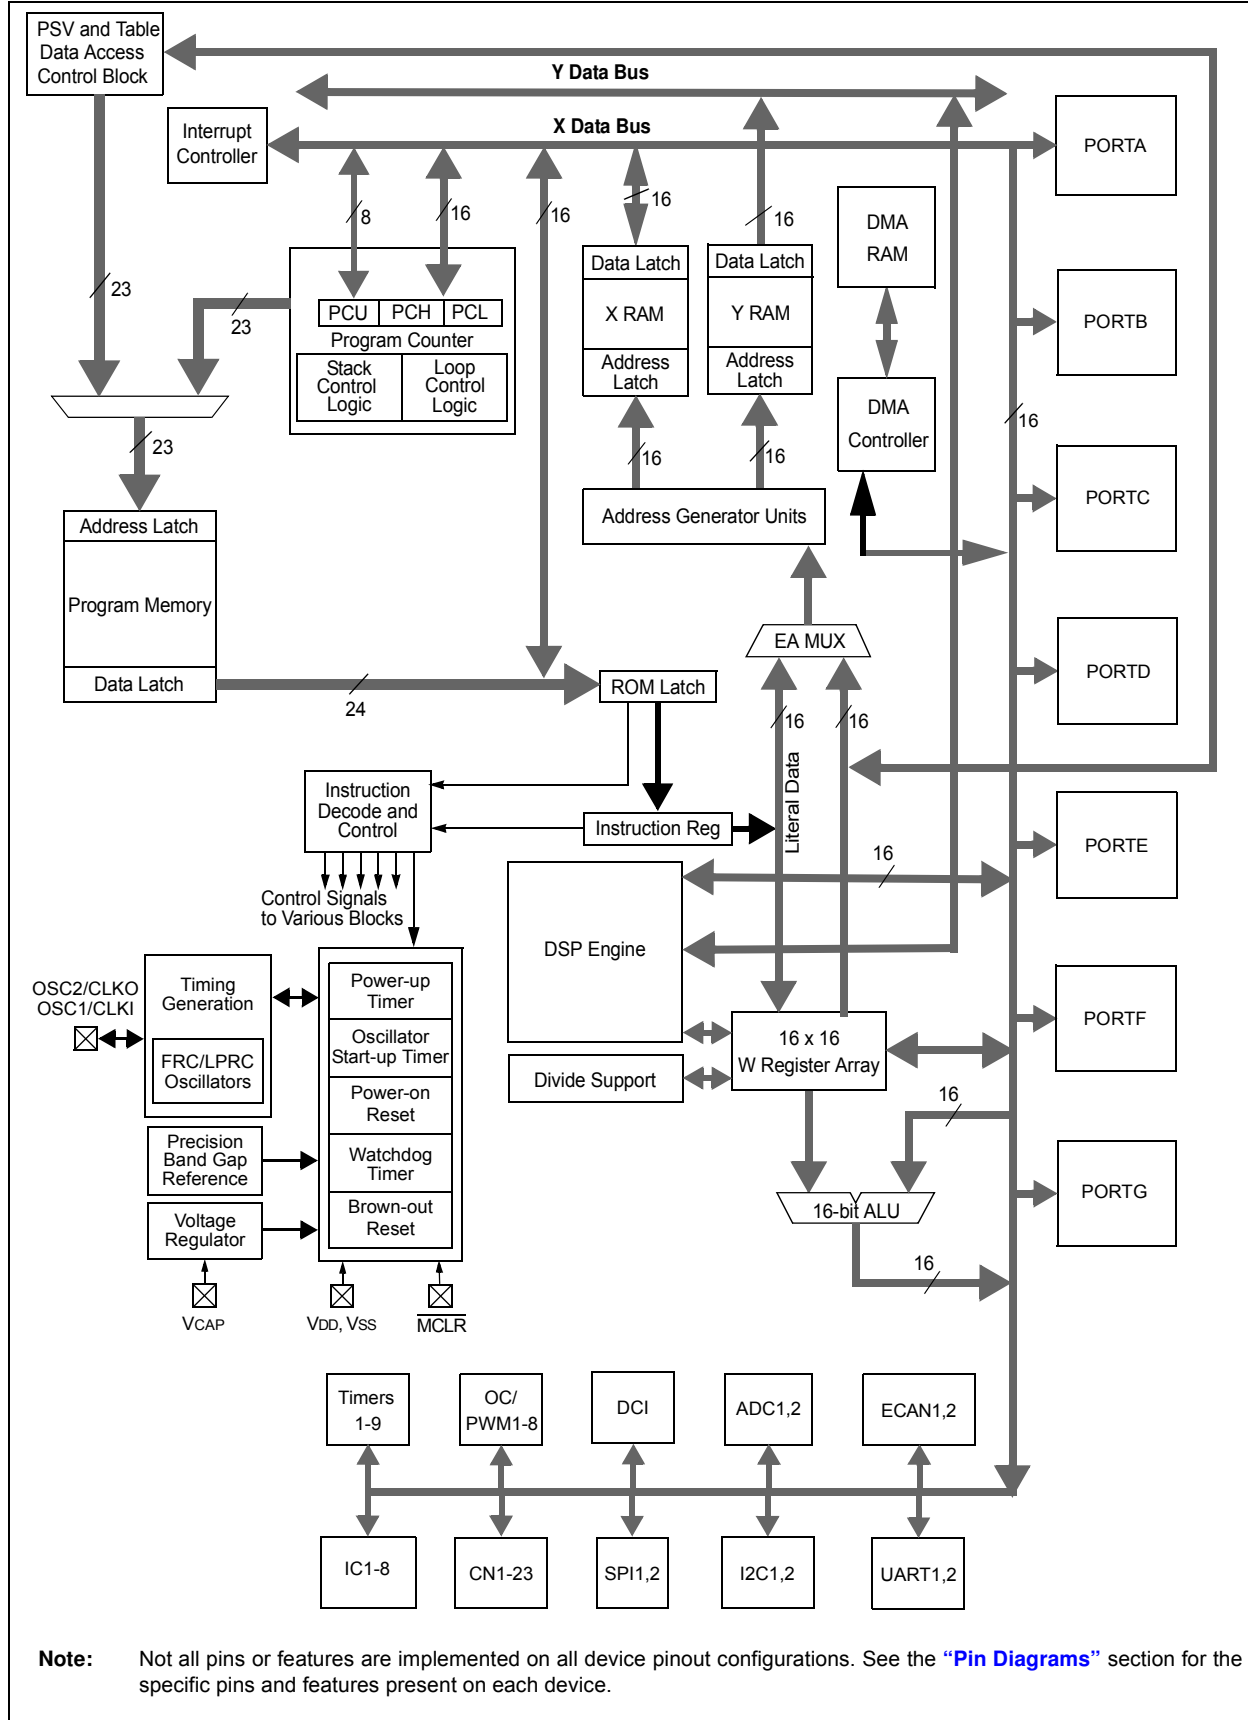 PSV and Table
Data Access
Control Block
Y Data Bus
Interrupt
Controller
X Data Bus
PORTA
8
16
16
16
16
DMA
RAM
Data Latch
X RAM
Address
Latch
Data Latch
Y RAM
Address
Latch
23
23
PCU
PCH
PCL
Program Counter
Stack
Control
Logic
Loop
Control
Logic
PORTB
DMA
Controller
16
23
16
16
PORTC
Address Latch
Program Memory
Data Latch
Address Generator Units
24
ROM Latch
EA MUX
16
16
PORTD
Literal Data
Instruction
Decode and
Control
Instruction Reg
PORTE
16
Control Signals
to Various Blocks
DSP Engine
OSC2/CLKO
OSC1/CLKI
Timing
Generation
FRC/LPRC
Oscillators
Power-up
Timer
Oscillator
Start-up Timer
Power-on
Reset
Watchdog
Timer
Brown-out
Reset
PORTF
16 x 16
W Register Array
Divide Support
16
Precision
Band Gap
Reference
Voltage
Regulator
16-bit ALU
PORTG
16
VCAP
VDD, VSS
MCLR
Timers
1-9
OC/
PWM1-8
DCI
ADC1,2
ECAN1,2
IC1-8
CN1-23
SPI1,2
I2C1,2
UART1,2
Note: Not all pins or features are implemented on all device pinout configurations. See the “Pin Diagrams” section for the
specific pins and features present on each device.